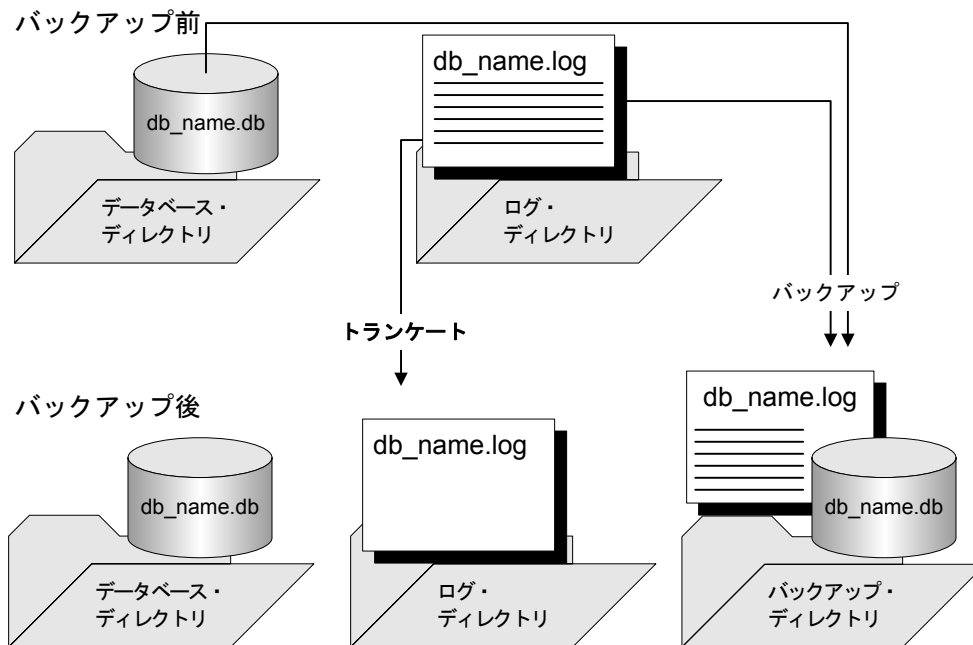 バックアップ前
db_name.db
データベース・
ディレクトリ
db_name.log
ログ・
ディレクトリ
トランケート
バックアップ
バックアップ後
db_name.db
データベース・
ディレクトリ
db_name.log
ログ・
ディレクトリ
db_name.log
db_name.db
バックアップ・
ディレクトリ